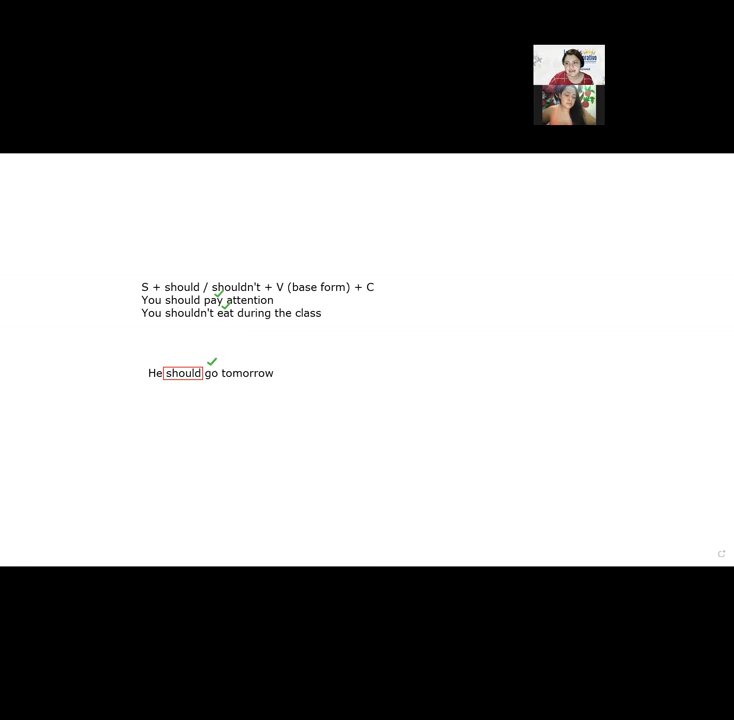 S + should / shouldn't + V (base form) + C
You should pay attention
You shouldn't eat during the class
He should go tomorrow